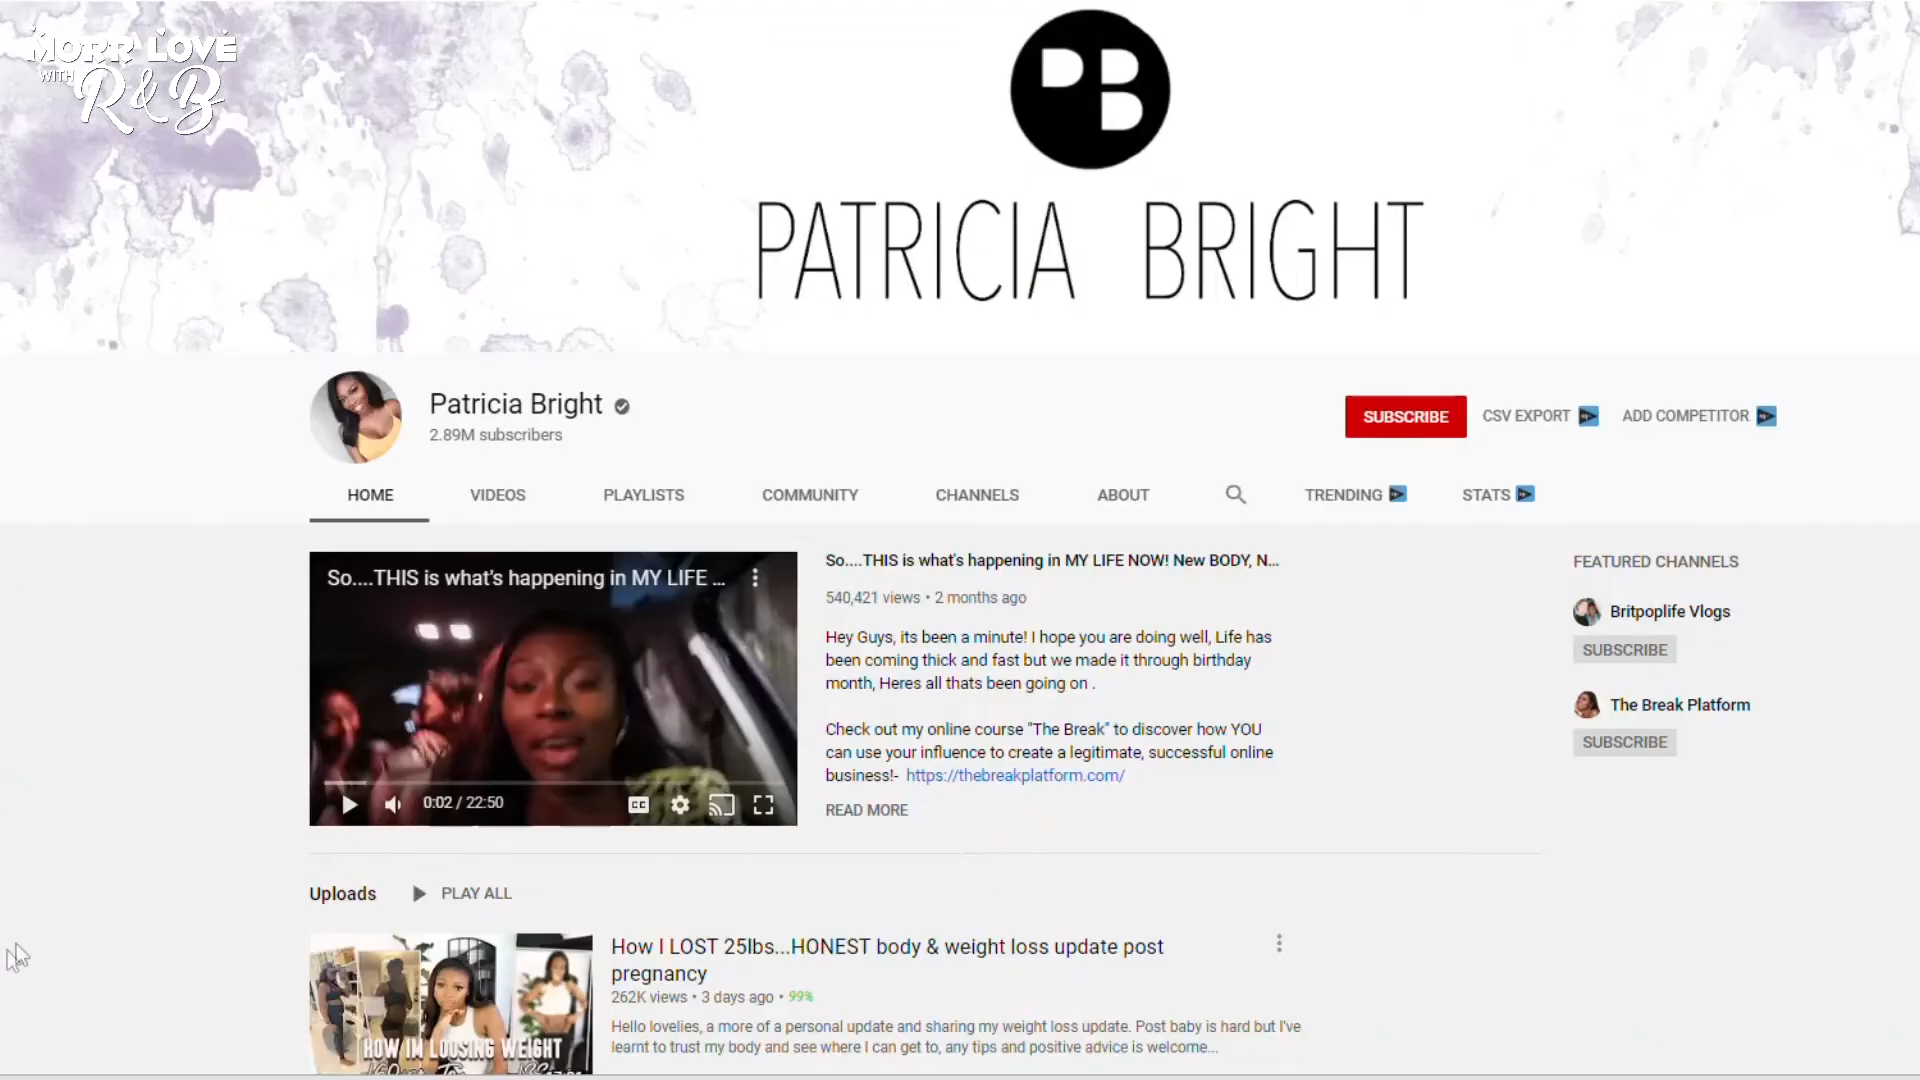 MORR LOVE
WITH R&B
PB
PATRICIA BRIGHT
Patricia Bright
2.89M subscribers
SUBSCRIBE
CSV EXPORT
ADD COMPETITOR
HOME
VIDEOS
PLAYLISTS
COMMUNITY
CHANNELS
ABOUT
TRENDING
STATS
So....THIS is what's happening in MY LIFE ...
0:02 / 22:50
CC
So....THIS is what's happening in MY LIFE NOW! New BODY, N...
540,421 views • 2 months ago
Hey Guys, its been a minute! I hope you are doing well, Life has
been coming thick and fast but we made it through birthday
month, Heres all thats been going on .
Check out my online course "The Break" to discover how YOU
can use your influence to create a legitimate, successful online
business!- https://thebreakplatform.com/
READ MORE
FEATURED CHANNELS
Britpoplife Vlogs
SUBSCRIBE
The Break Platform
SUBSCRIBE
Uploads
PLAY ALL
HOW IM LOOSING WEIGHT
How I LOST 25lbs...HONEST body & weight loss update post
pregnancy
262K views • 3 days ago • 99%
Hello lovelies, a more of a personal update and sharing my weight loss update. Post baby is hard but I've
learnt to trust my body and see where I can get to, any tips and positive advice is welcome...